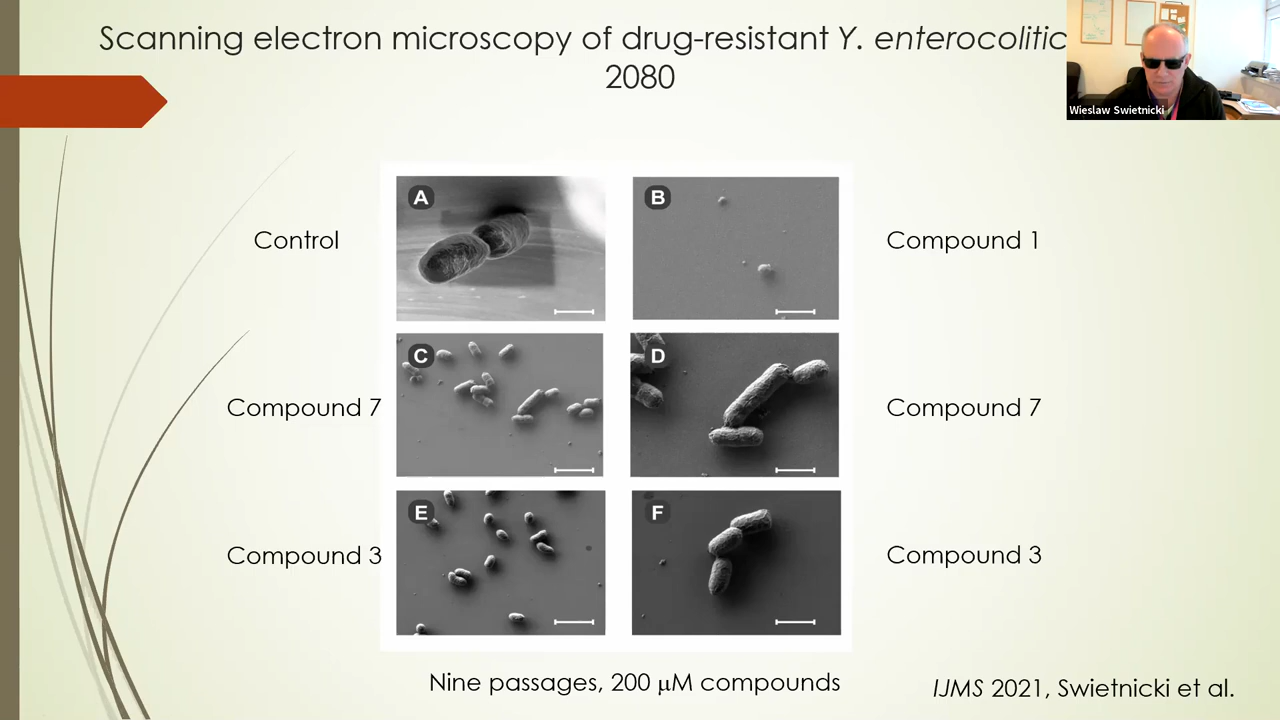 Scanning electron microscopy of drug-resistant Y. enterocolitic
2080
Wieslaw Swietnicki
A
B
Control
Compound 1
C
D
Compound 7
Compound 7
E
F
Compound 3
Compound 3
Nine passages, 200 μM compounds
IJMS 2021, Swietnicki et al.